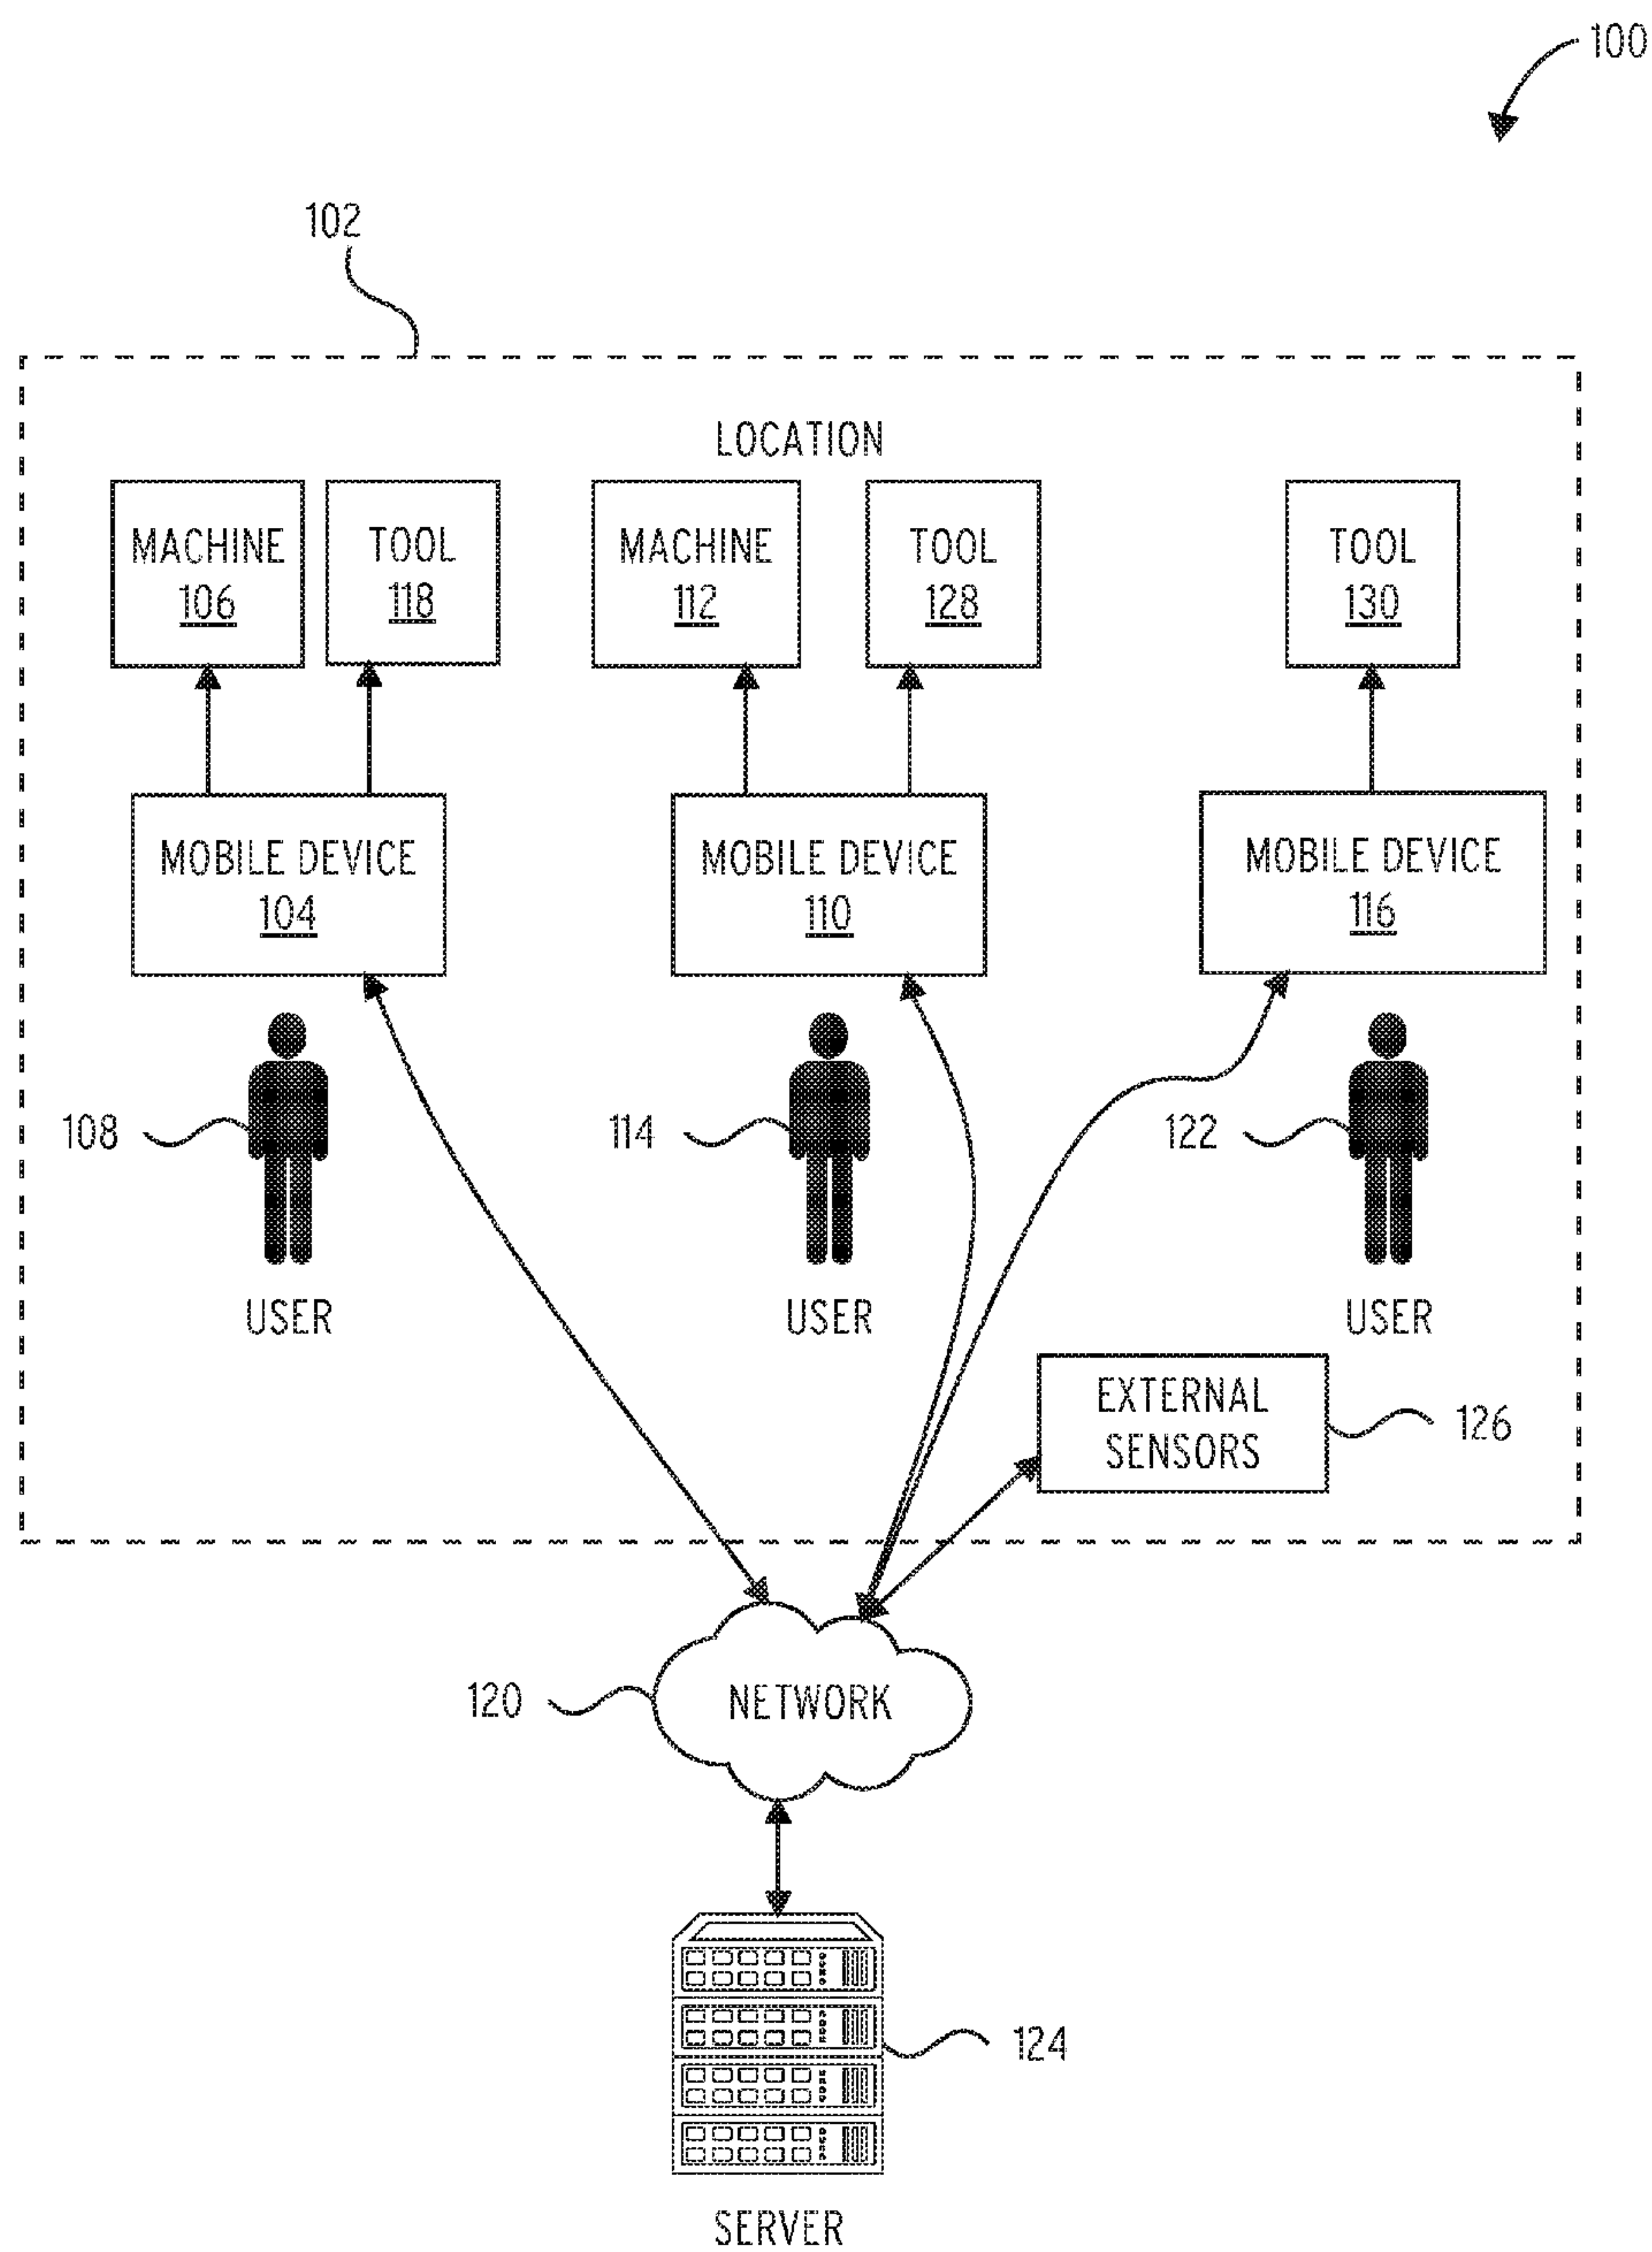 100
102
LOCATION
MACHINE
106
TOOL
118
MACHINE
112
TOOL
128
TOOL
130
MOBILE DEVICE
104
MOBILE DEVICE
110
MOBILE DEVICE
116
108
114
122
USER
USER
USER
EXTERNAL
SENSORS
126
120
NETWORK
124
SERVER